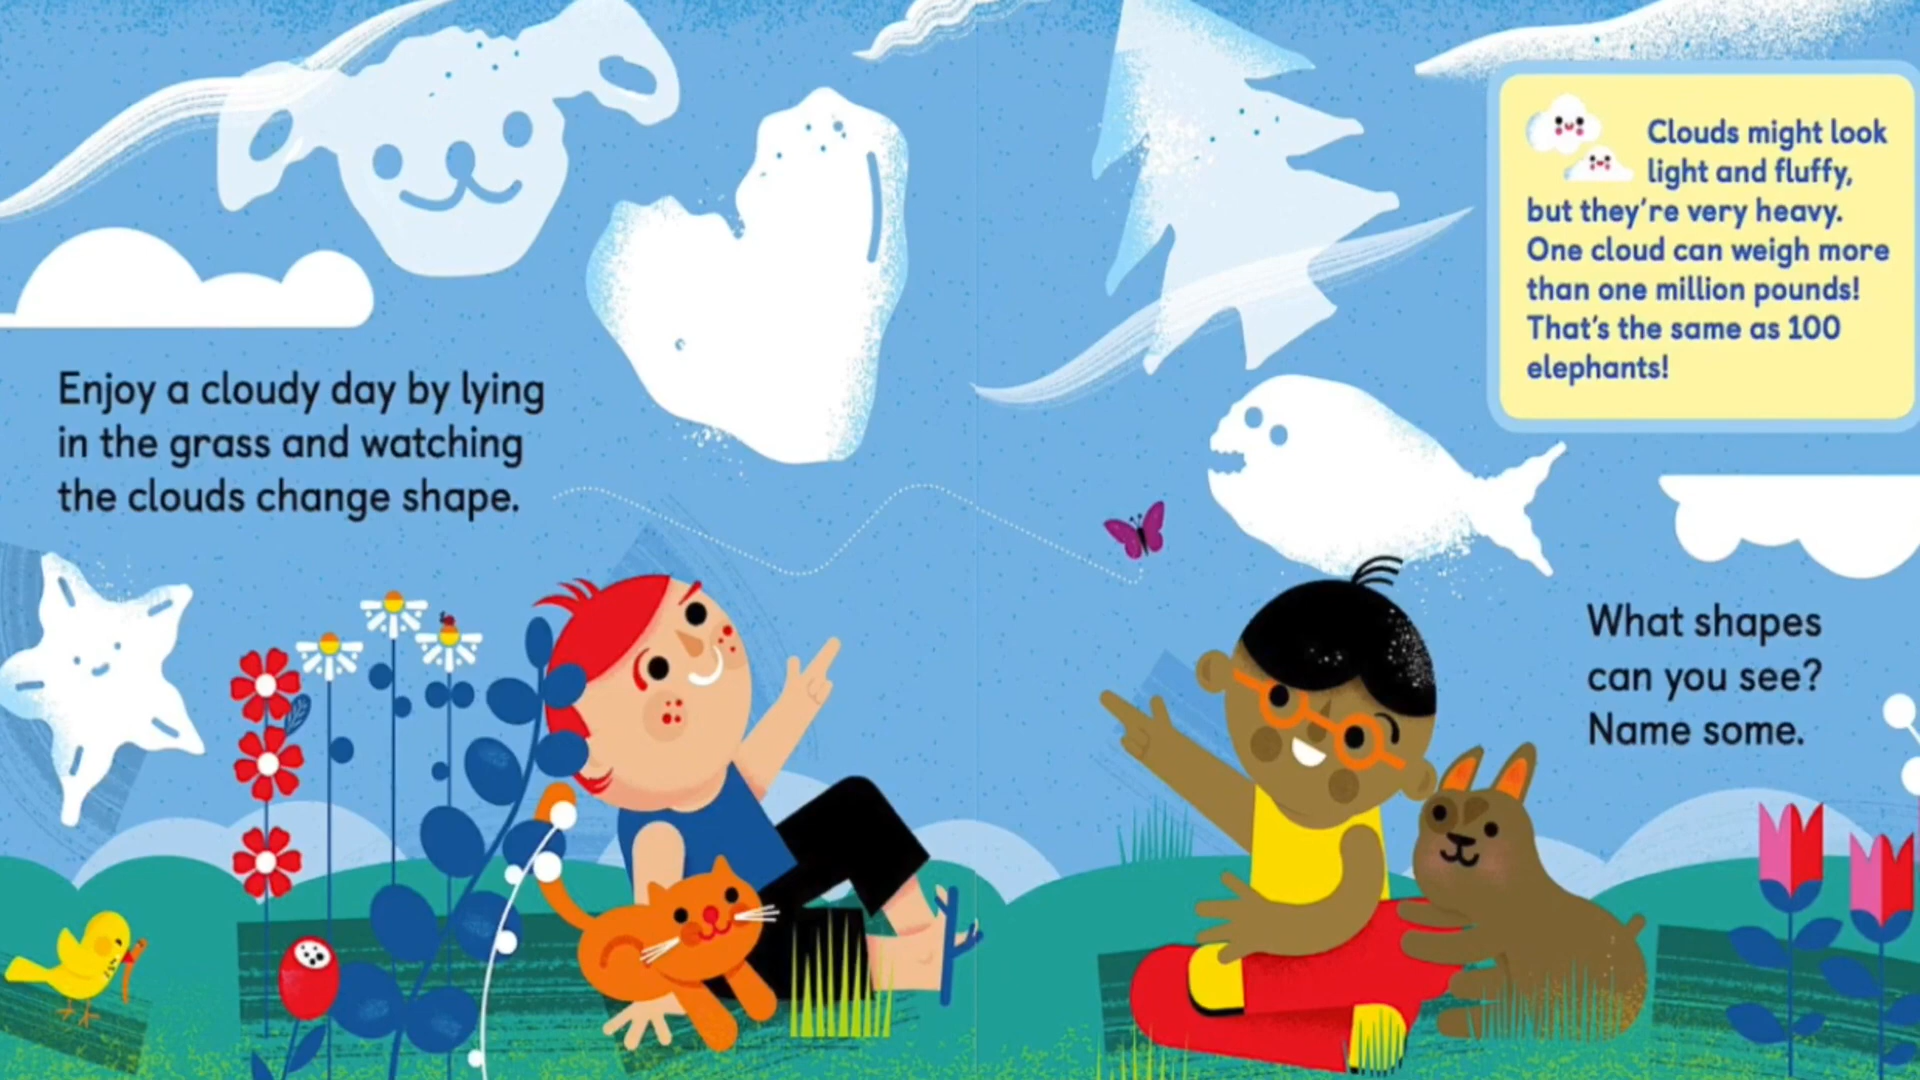 Enjoy a cloudy day by lying
in the grass and watching
the clouds change shape.
Clouds might look
light and fluffy,
but they're very heavy.
One cloud can weigh more
than one million pounds!
That's the same as 100
elephants!
What shapes
can you see?
Name some.